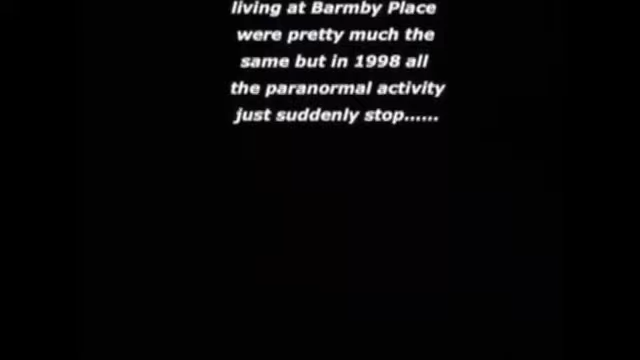 living at Barmby Place
were pretty much the
same but in 1998 all
the paranormal activity
just suddenly stop......